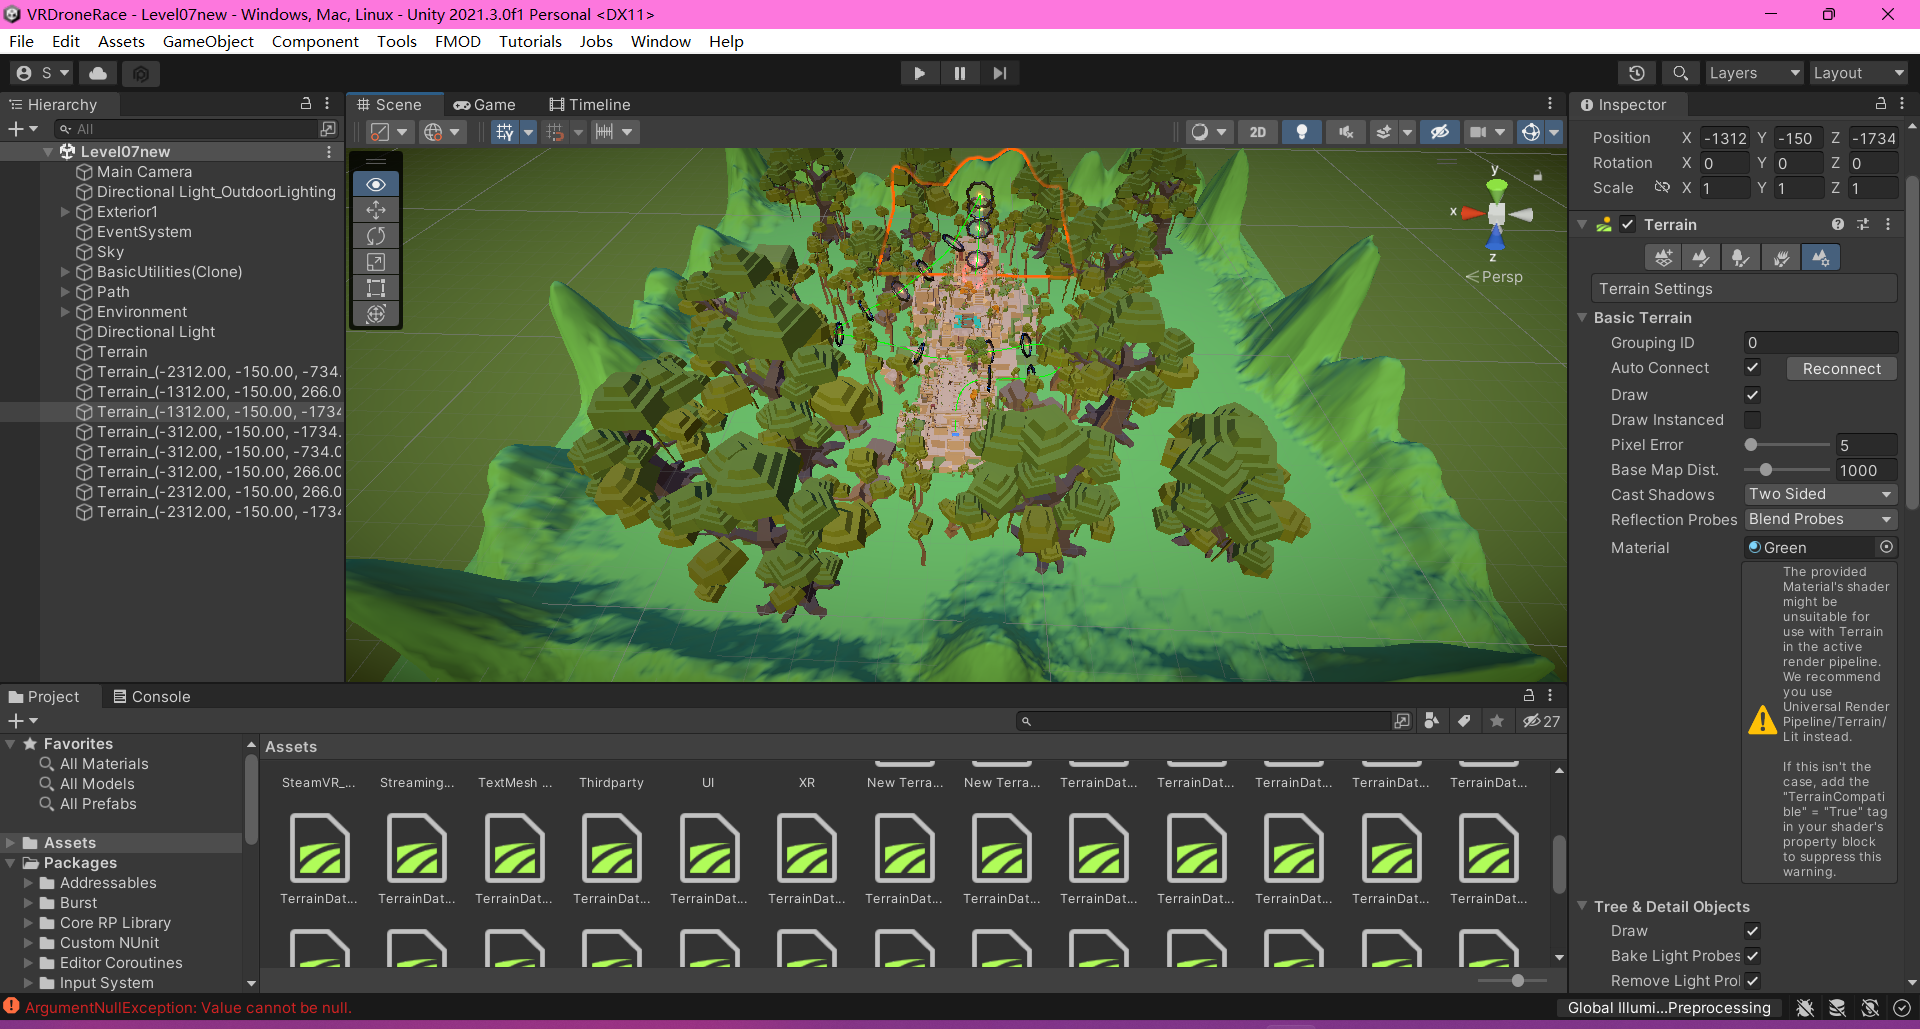 VRDroneRace - Level07new - Windows, Mac, Linux - Unity 2021.3.0f1 Personal <DX11>
File Edit Assets GameObject Component Tools FMOD Tutorials Jobs Window Help
S
Layers
Layout
Hierarchy
Scene
Game
Timeline
Inspector
All
2D
Level07new
Main Camera
Directional Light_OutdoorLighting
Exterior1
EventSystem
Sky
BasicUtilities(Clone)
Path
Environment
Directional Light
Terrain
Terrain_(-2312.00, -150.00, -734.
Terrain_(-1312.00, -150.00, 266.0
Terrain_(-1312.00, -150.00, -1734
Terrain_(-312.00, -150.00, -1734.
Terrain_(-312.00, -150.00, -734.0
Terrain_(-312.00, -150.00, 266.00
Terrain_(-2312.00, -150.00, 266.0
Terrain_(-2312.00, -150.00, -1734
y
x
z
Persp
Position X -1312 Y -150 Z -1734
Rotation X 0 Y 0 Z 0
Scale X 1 Y 1 Z 1
Terrain
Terrain Settings
Basic Terrain
Grouping ID 0
Auto Connect Reconnect
Draw
Draw Instanced
Pixel Error 5
Base Map Dist. 1000
Cast Shadows Two Sided
Reflection Probes Blend Probes
Material Green
The provided
Material's shader
might be
unsuitable for
use with Terrain
in the active
render pipeline.
We recommend
you use
Universal Render
Pipeline/Terrain/
Lit instead.
If this isn't the
case, add the
"TerrainCompati
ble" = "True" tag
in your shader's
property block
to suppress this
warning.
Tree & Detail Objects
Draw
Bake Light Probes
Remove Light Pro
Project
Console
27
Favorites
All Materials
All Models
All Prefabs
Assets
Packages
Addressables
Burst
Core RP Library
Custom NUnit
Editor Coroutines
Input System
Assets
SteamVR_... Streaming... TextMesh ... Thirdparty UI XR New Terra... New Terra... TerrainDat... TerrainDat... TerrainDat... TerrainDat... TerrainDat...
TerrainDat... TerrainDat... TerrainDat... TerrainDat... TerrainDat... TerrainDat... TerrainDat... TerrainDat... TerrainDat... TerrainDat... TerrainDat... TerrainDat... TerrainDat...
ArgumentNullException: Value cannot be null.
Global Illumi...Preprocessing